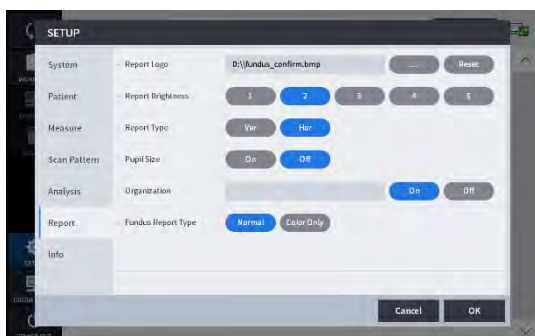 SETUP
System
Report Logo D:\\fundus_confirm.bmp ... Reset
Patient
Report Brightness 1 2 3 4 5
Measure
Report Type Ver Hor
Scan Pattern
Pupil Size On Off
Analysis
Organization On Off
Report
Fundus Report Type Normal Color Only
Info
Cancel OK